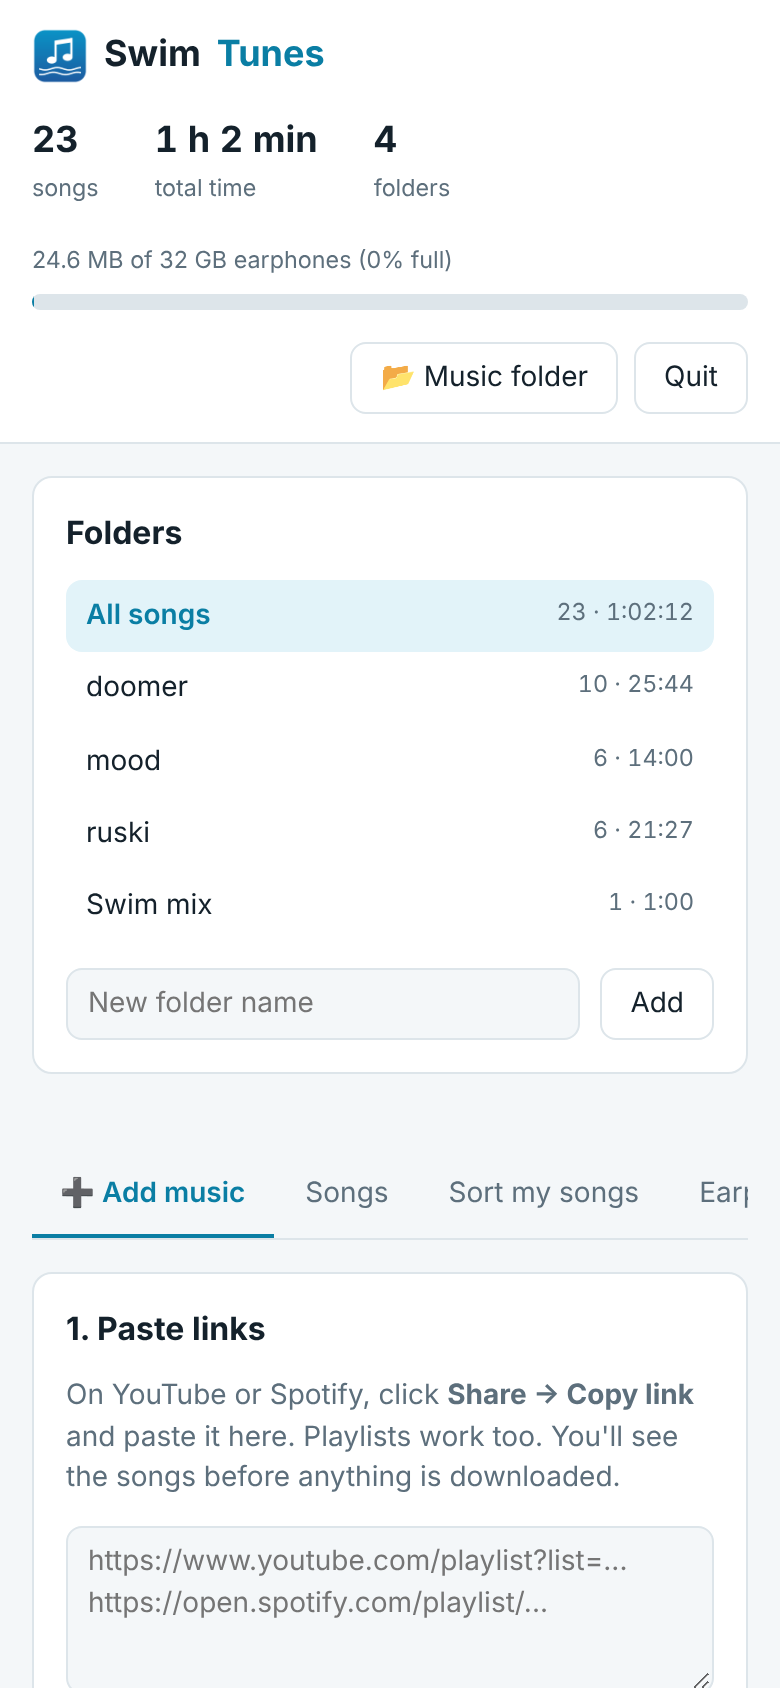 Swim Tunes
23 1 h 2 min 4
songs total time folders
24.6 MB of 32 GB earphones (0% full)
📂 Music folder Quit
Folders
All songs 23 · 1:02:12
doomer 10 · 25:44
mood 6 · 14:00
ruski 6 · 21:27
Swim mix 1 · 1:00
New folder name Add
➕ Add music Songs Sort my songs
1. Paste links
On YouTube or Spotify, click Share → Copy link
and paste it here. Playlists work too. You'll see
the songs before anything is downloaded.
https://www.youtube.com/playlist?list=...
https://open.spotify.com/playlist/...